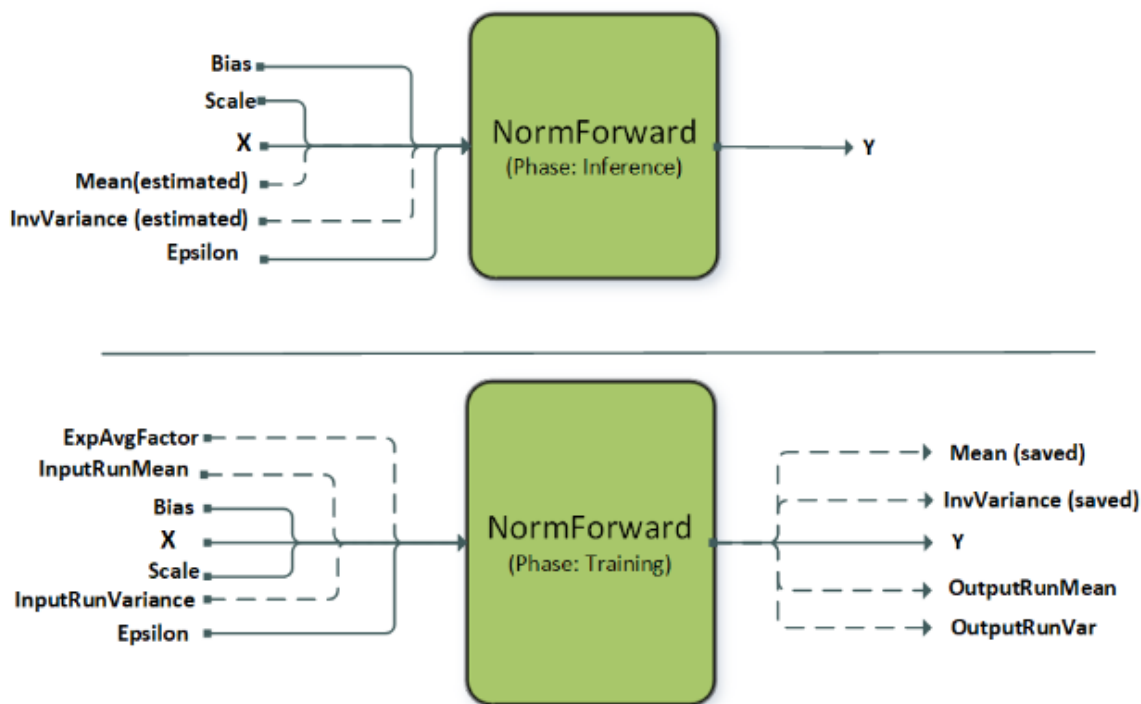 Bias
Scale
X
Mean(estimated)
InvVariance (estimated)
Epsilon
NormForward
(Phase: Inference)
Y
ExpAvgFactor
InputRunMean
Bias
X
Scale
InputRunVariance
Epsilon
NormForward
(Phase: Training)
Mean (saved)
InvVariance (saved)
Y
OutputRunMean
OutputRunVar